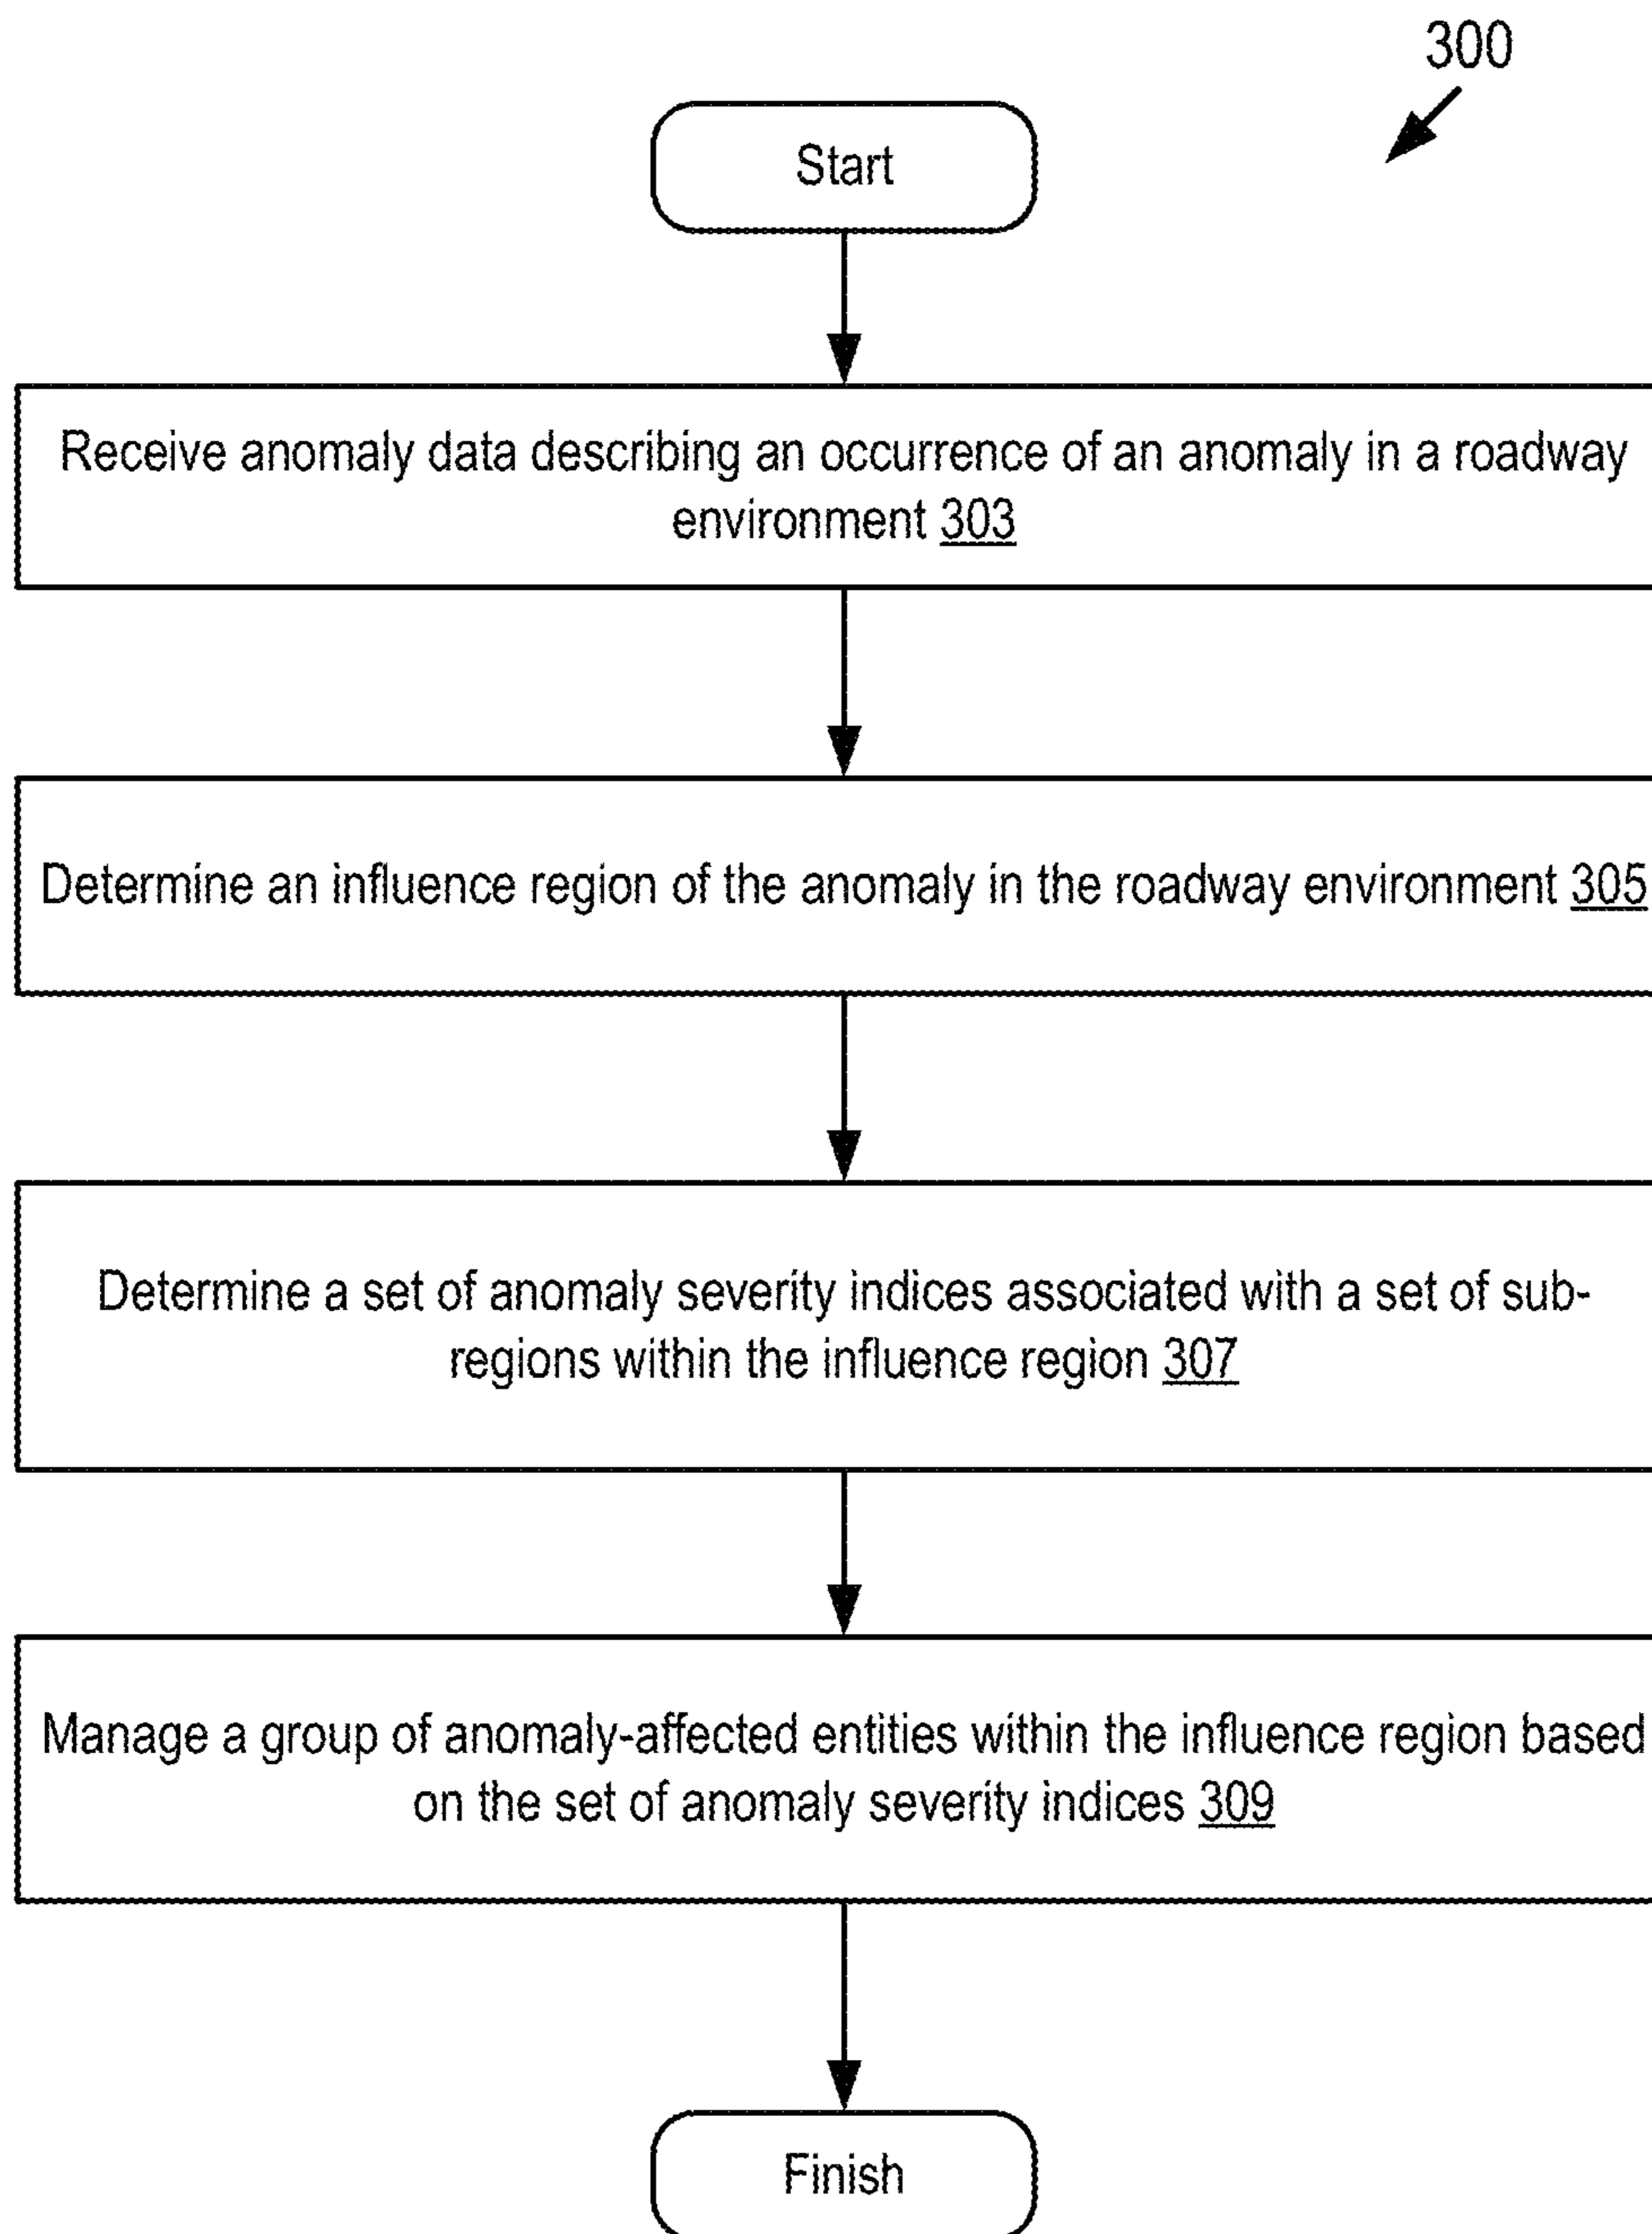 300
Start
Receive anomaly data describing an occurrence of an anomaly in a roadway
environment 303
Determine an influence region of the anomaly in the roadway environment 305
Determine a set of anomaly severity indices associated with a set of sub-
regions within the influence region 307
Manage a group of anomaly-affected entities within the influence region based
on the set of anomaly severity indices 309
Finish